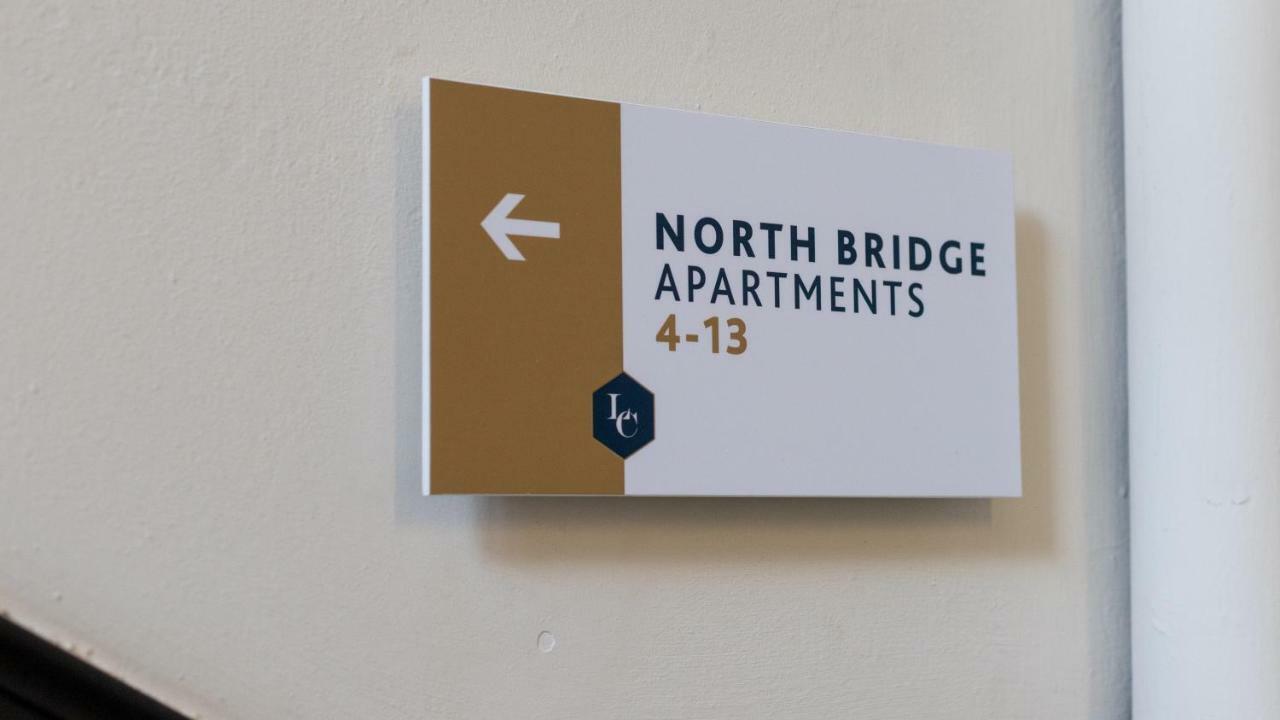 NORTH BRIDGE
APARTMENTS
4-13
LC